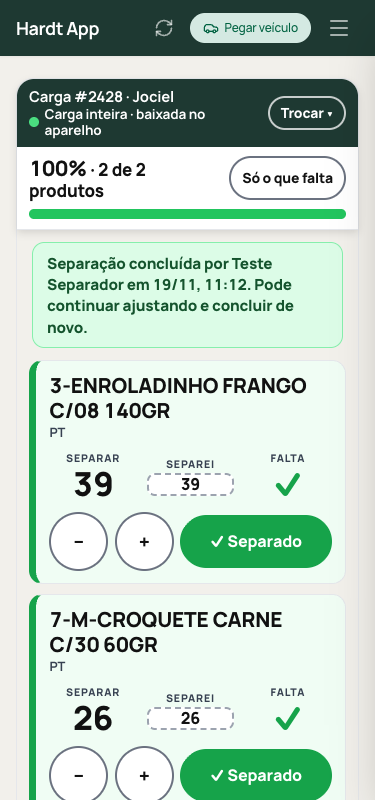 Hardt App
Pegar veículo
Carga #2428 · Jociel
Carga inteira · baixada no
aparelho
Trocar ▾
100% · 2 de 2
produtos
Só o que falta
Separação concluída por Teste
Separador em 19/11, 11:12. Pode
continuar ajustando e concluir de
novo.
3-ENROLADINHO FRANGO
C/08 140GR
PT
SEPARAR
SEPAREI
FALTA
39
39
✓
−
+
✓ Separado
7-M-CROQUETE CARNE
C/30 60GR
PT
SEPARAR
SEPAREI
FALTA
26
26
✓
−
+
✓ Separado